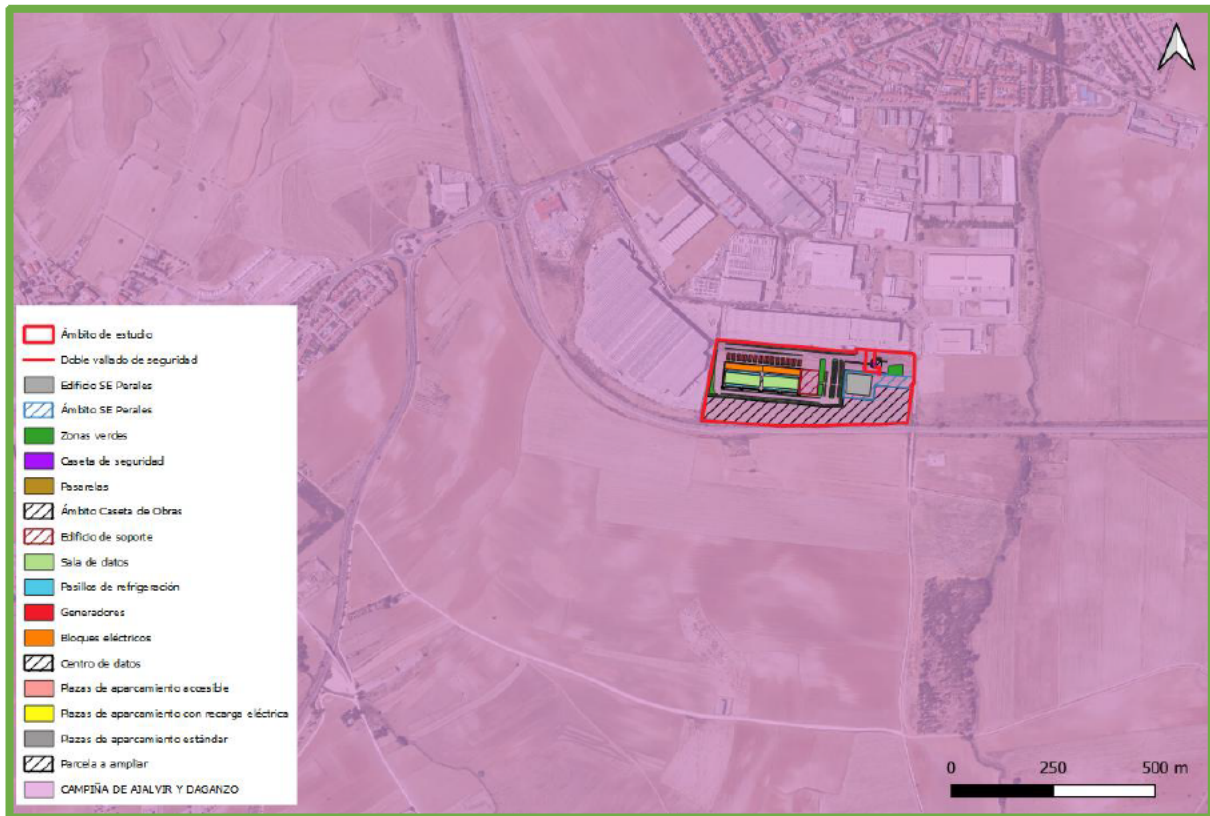 Ámbito de estudio
Doble vallado de seguridad
Edificio SE Perales
Ámbito SE Perales
Zonas verdes
Caseta de seguridad
Pasarelas
Ámbito Caseta de Obras
Edificio de soporte
Sala de datos
Pasillos de refrigeración
Generadores
Bloques eléctricos
Centro de datos
Plazas de aparcamiento accesible
Plazas de aparcamiento con recarga eléctrica
Plazas de aparcamiento estándar
Parcela a ampliar
CAMPIÑA DE AJALVIR Y DAGANZO
0 250 500 m